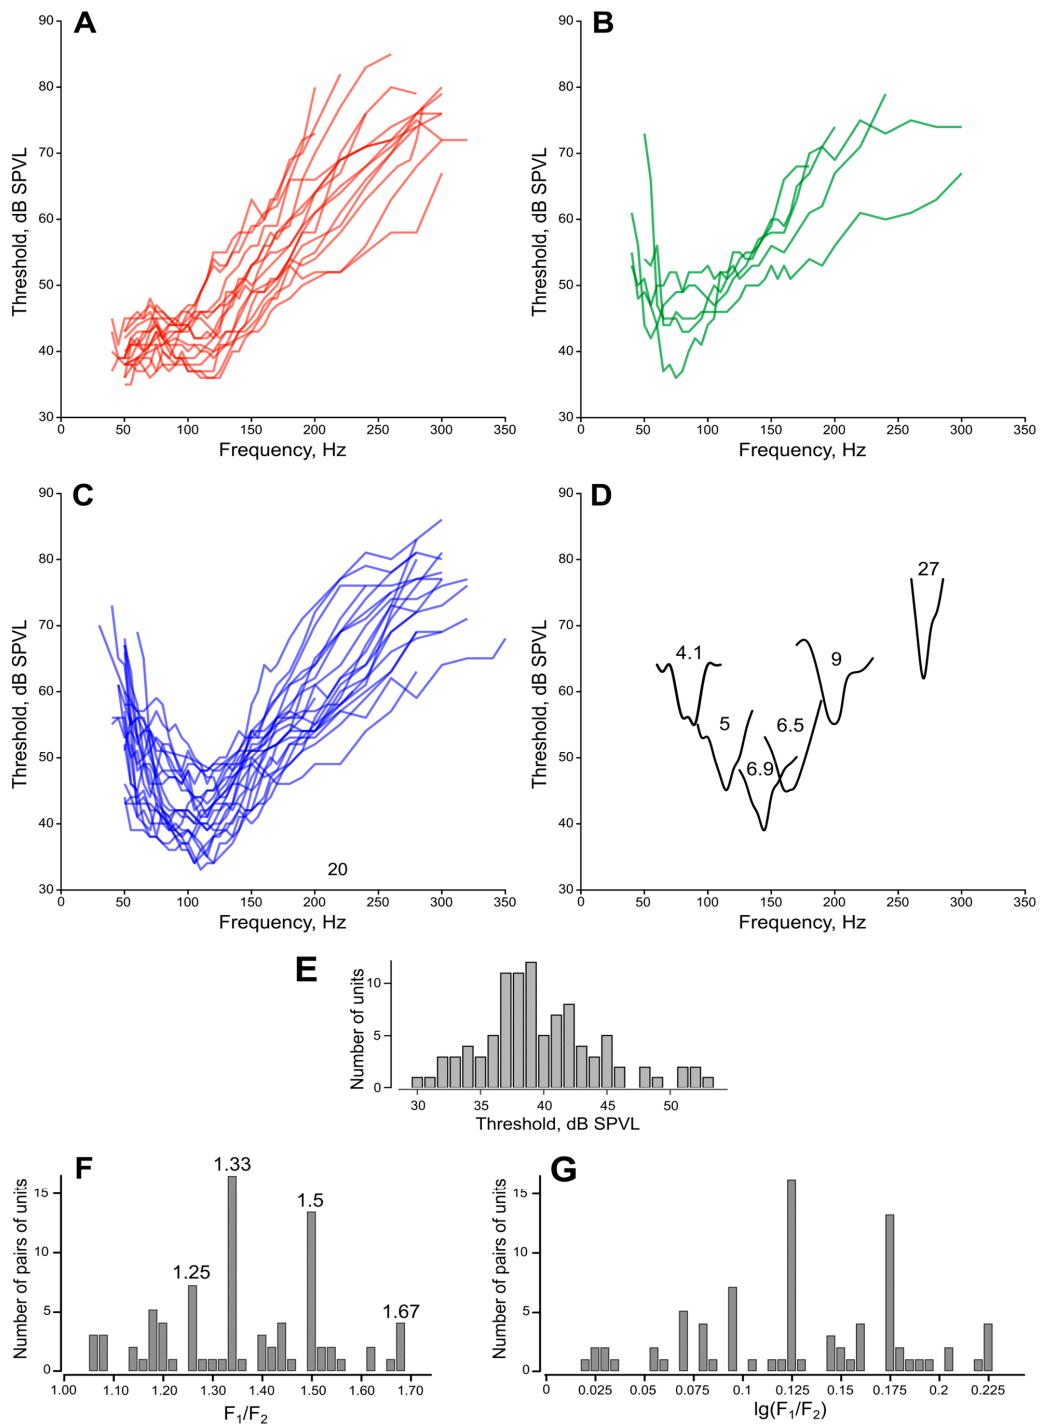 A
B
90
80
70
60
50
40
30
Threshold, dB SPVL
0 50 100 150 200 250 300 350
Frequency, Hz
90
80
70
60
50
40
30
Threshold, dB SPVL
0 50 100 150 200 250 300 350
Frequency, Hz
C
D
90
80
70
60
50
40
30
Threshold, dB SPVL
20
0 50 100 150 200 250 300 350
Frequency, Hz
90
80
70
60
50
40
30
Threshold, dB SPVL
27
4.1
9
5
6.5
6.9
0 50 100 150 200 250 300 350
Frequency, Hz
E
10
5
0
Number of units
30 35 40 45 50
Threshold, dB SPVL
F
1.33
1.5
1.25
1.67
15
10
5
0
Number of pairs of units
1.00 1.10 1.20 1.30 1.40 1.50 1.60 1.70
F1/F2
G
15
10
5
0
Number of pairs of units
0 0.025 0.05 0.075 0.1 0.125 0.15 0.175 0.2 0.225
lg(F1/F2)